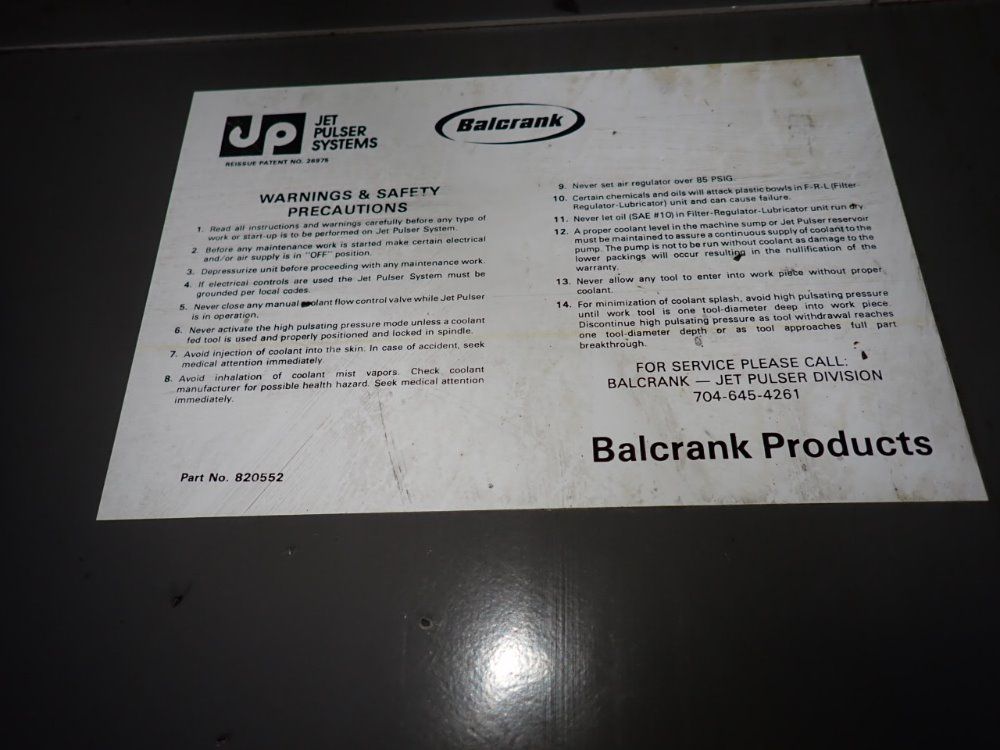 JP
JET
PULSER
SYSTEMS
REISSUE PATENT NO. 28975
Balcrank
WARNINGS & SAFETY
PRECAUTIONS
1. Read all instructions and warnings carefully before any type of
work or start-up is to be performed on Jet Pulser System.
2. Before any maintenance work is started make certain electrical
and/or air supply is in "OFF" position.
3. Depressurize unit before proceeding with any maintenance work.
4. If electrical controls are used the Jet Pulser System must be
grounded per local codes.
5. Never close any manual coolant flow control valve while Jet Pulser
is in operation.
6. Never activate the high pulsating pressure mode unless a coolant
fed tool is used and properly positioned and locked in spindle.
7. Avoid injection of coolant into the skin. In case of accident, seek
medical attention immediately.
8. Avoid inhalation of coolant mist vapors. Check coolant
manufacturer for possible health hazard. Seek medical attention
immediately.
Part No. 820552
9. Never set air regulator over 85 PSIG.
10. Certain chemicals and oils will attack plastic bowls in F-R-L (Filter-
Regulator-Lubricator) unit and can cause failure.
11. Never let oil (SAE #10) in Filter-Regulator-Lubricator unit run dry.
12. A proper coolant level in the machine sump or Jet Pulser reservoir
must be maintained to assure a continuous supply of coolant to the
pump. The pump is not to be run without coolant as damage to the
lower packings will occur resulting in the nullification of the
warranty.
13. Never allow any tool to enter into work piece without proper
coolant.
14. For minimization of coolant splash, avoid high pulsating pressure
until work tool is one tool-diameter deep into work piece.
Discontinue high pulsating pressure as tool withdrawal reaches
one tool-diameter depth or as tool approaches full part
breakthrough.
FOR SERVICE PLEASE CALL:
BALCRANK — JET PULSER DIVISION
704-645-4261
Balcrank Products